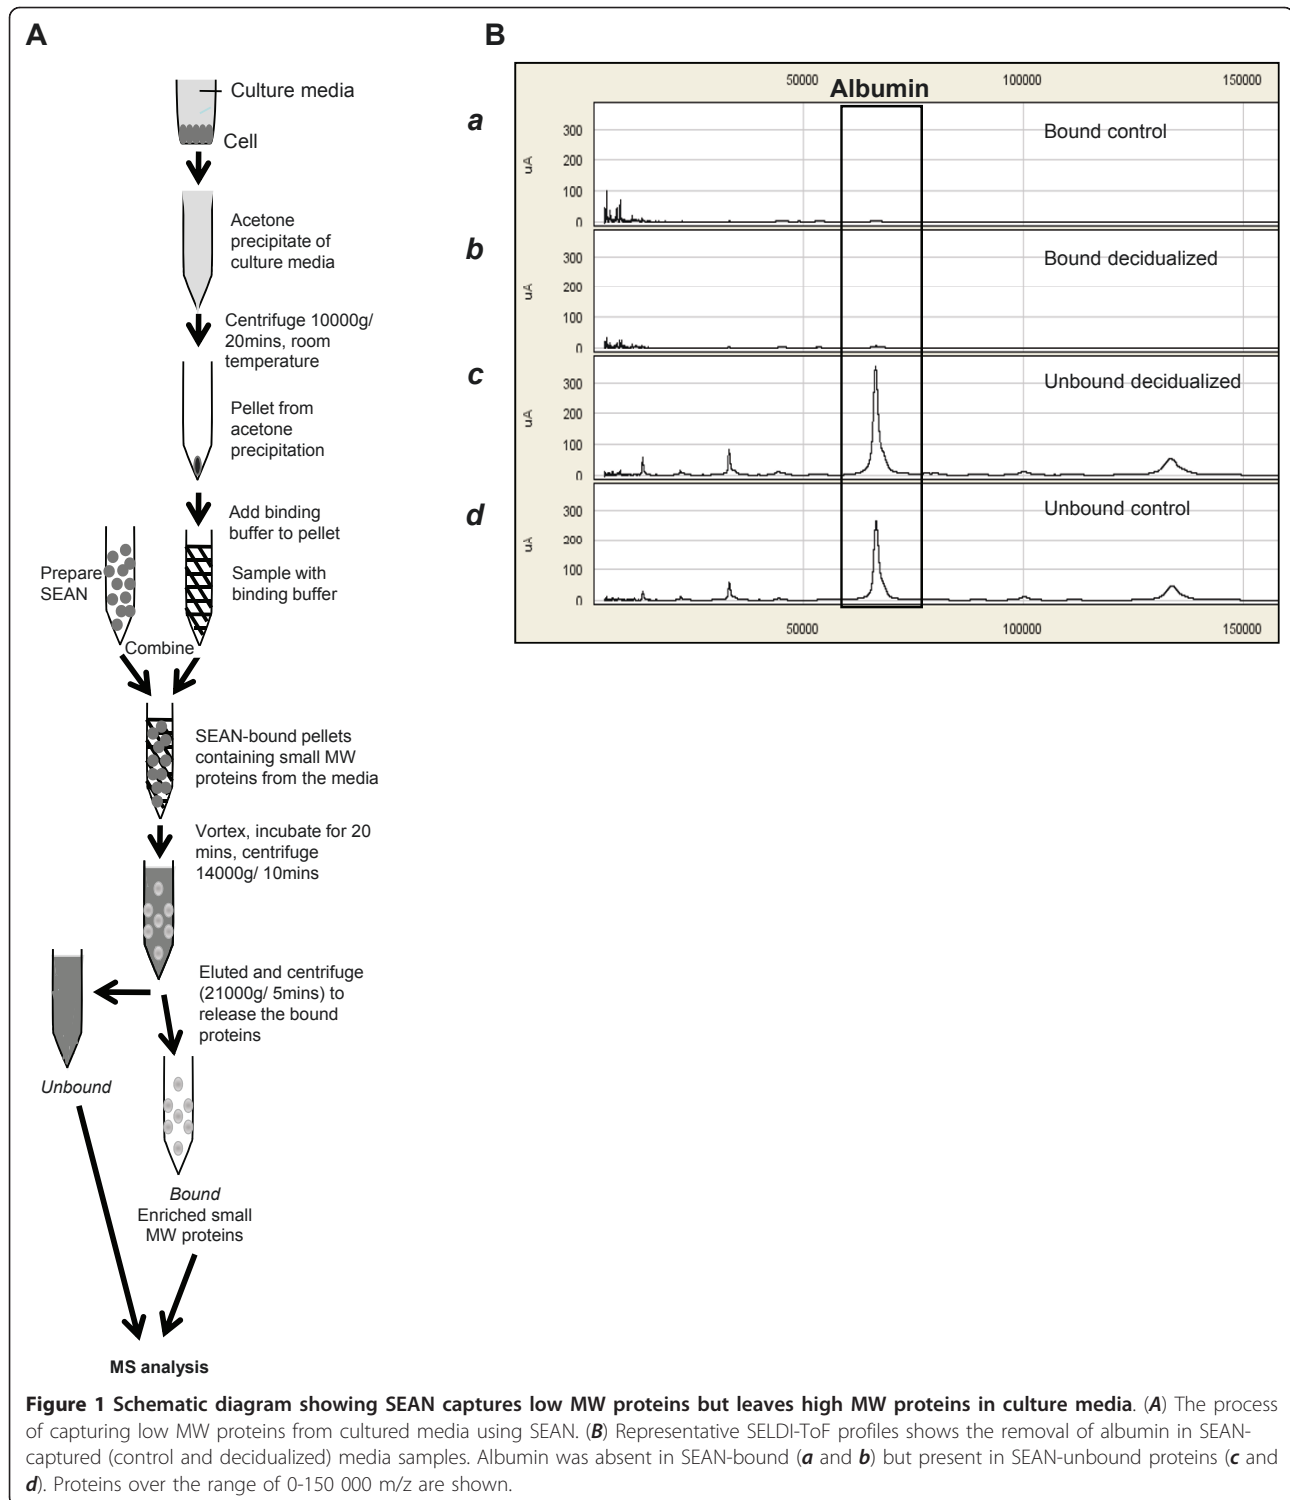 A
Culture media
Cell
Acetone
precipitate of
culture media
Centrifuge 10000g/
20mins, room
temperature
Pellet from
acetone
precipitation
Add binding
buffer to pellet
Prepare
SEAN
Sample with
binding buffer
Combine
SEAN-bound pellets
containing small MW
proteins from the media
Vortex, incubate for 20
mins, centrifuge
14000g/ 10mins
Eluted and centrifuge
(21000g/ 5mins) to
release the bound
proteins
Unbound
Bound
Enriched small
MW proteins
MS analysis
B
50000 100000 150000
Albumin
a
uA
300
200
100
0
Bound control
b
uA
300
200
100
0
Bound decidualized
c
uA
300
200
100
0
Unbound decidualized
d
uA
300
200
100
0
Unbound control
50000 100000 150000
Figure 1 Schematic diagram showing SEAN captures low MW proteins but leaves high MW proteins in culture media. (A) The process
of capturing low MW proteins from cultured media using SEAN. (B) Representative SELDI-ToF profiles shows the removal of albumin in SEAN-
captured (control and decidualized) media samples. Albumin was absent in SEAN-bound (a and b) but present in SEAN-unbound proteins (c and
d). Proteins over the range of 0-150 000 m/z are shown.